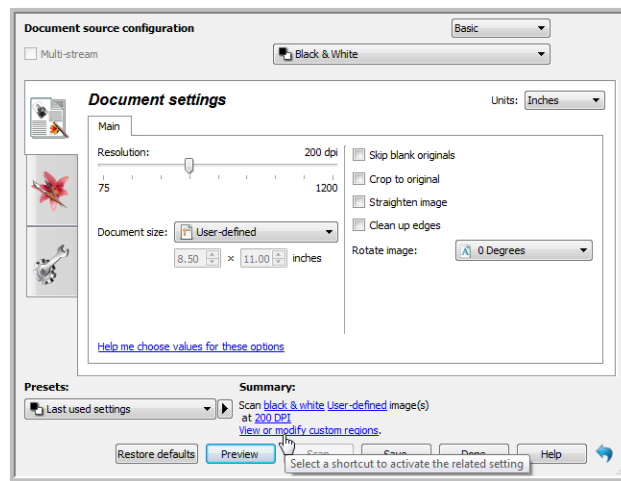 Document source configuration
Basic
Multi-stream
Black & White
Document settings
Units: Inches
Main
Resolution: 200 dpi
75 1200
Skip blank originals
Crop to original
Straighten image
Clean up edges
Document size: User-defined
8.50 × 11.00 inches
Rotate image: 0 Degrees
Help me choose values for these options
Presets:
Last used settings
Summary:
Scan black & white User-defined image(s)
at 200 DPI
View or modify custom regions.
Restore defaults Preview Scan Save Done Help
Select a shortcut to activate the related setting